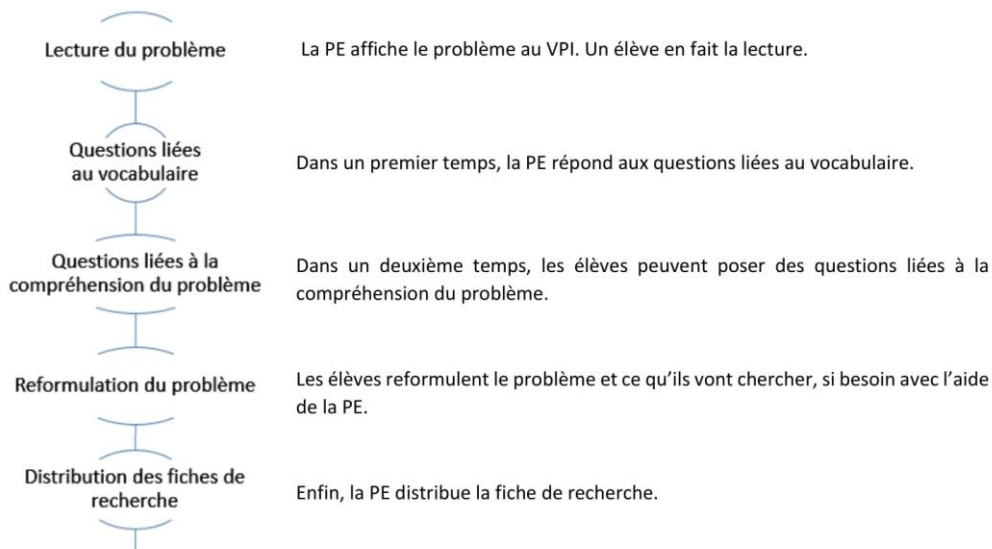 Lecture du problème
La PE affiche le problème au VPI. Un élève en fait la lecture.
Questions liées
au vocabulaire
Dans un premier temps, la PE répond aux questions liées au vocabulaire.
Questions liées à la
compréhension du problème
Dans un deuxième temps, les élèves peuvent poser des questions liées à la
compréhension du problème.
Reformulation du problème
Les élèves reformulent le problème et ce qu’ils vont chercher, si besoin avec l’aide
de la PE.
Distribution des fiches de
recherche
Enfin, la PE distribue la fiche de recherche.